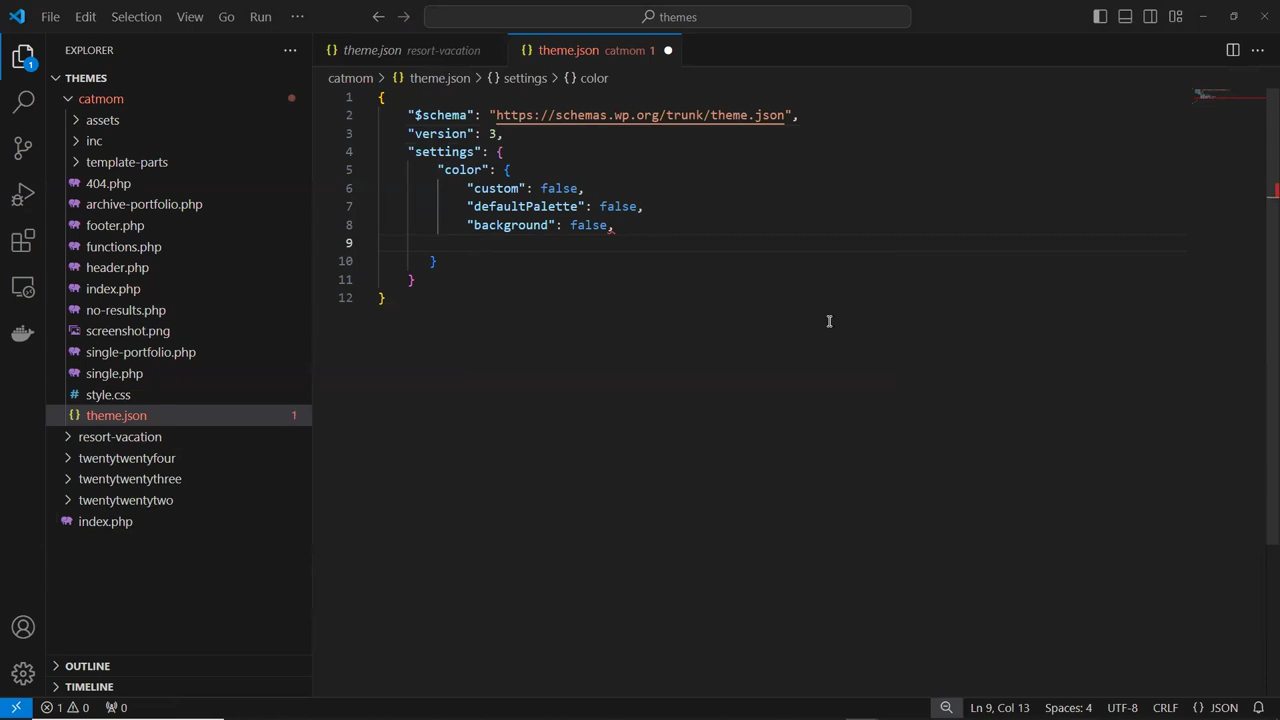 File Edit Selection View Go Run ··· themes
EXPLORER ···
theme.json resort-vacation
theme.json catmom 1
THEMES
catmom > {} theme.json > {} settings > {} color
catmom
assets
inc
template-parts
404.php
archive-portfolio.php
footer.php
functions.php
header.php
index.php
no-results.php
screenshot.png
single-portfolio.php
single.php
# style.css
{} theme.json 1
resort-vacation
twentytwentyfour
twentytwentythree
twentytwentytwo
index.php
OUTLINE
TIMELINE
1 {
2 "$schema": "https://schemas.wp.org/trunk/theme.json",
3 "version": 3,
4 "settings": {
5 "color": {
6 "custom": false,
7 "defaultPalette": false,
8 "background": false,
9
10 }
11 }
12 }
1
1 0 0
Ln 9, Col 13 Spaces: 4 UTF-8 CRLF {} JSON